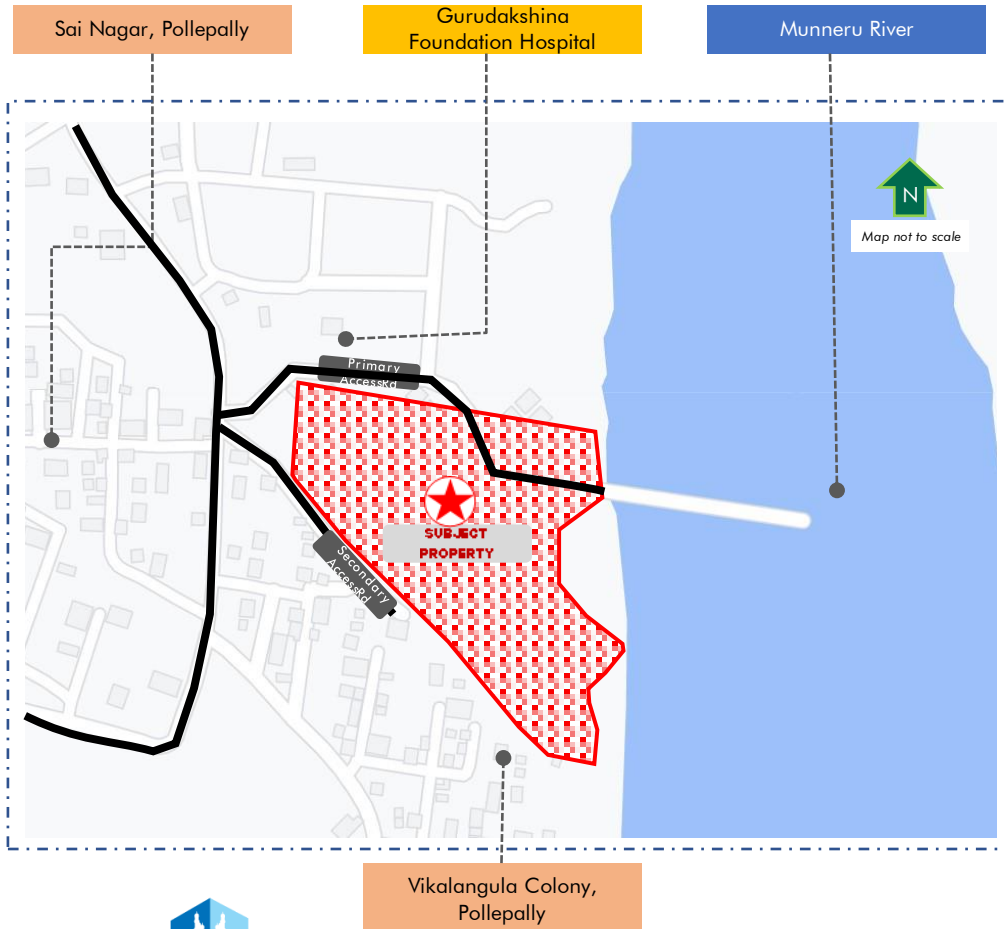 Sai Nagar, Pollepally
Gurudakshina
Foundation Hospital
Munneru River
N
Map not to scale
Primary
AccessRd
SUBJECT
PROPERTY
Secondary
AccessRd
Vikalangula Colony,
Pollepally